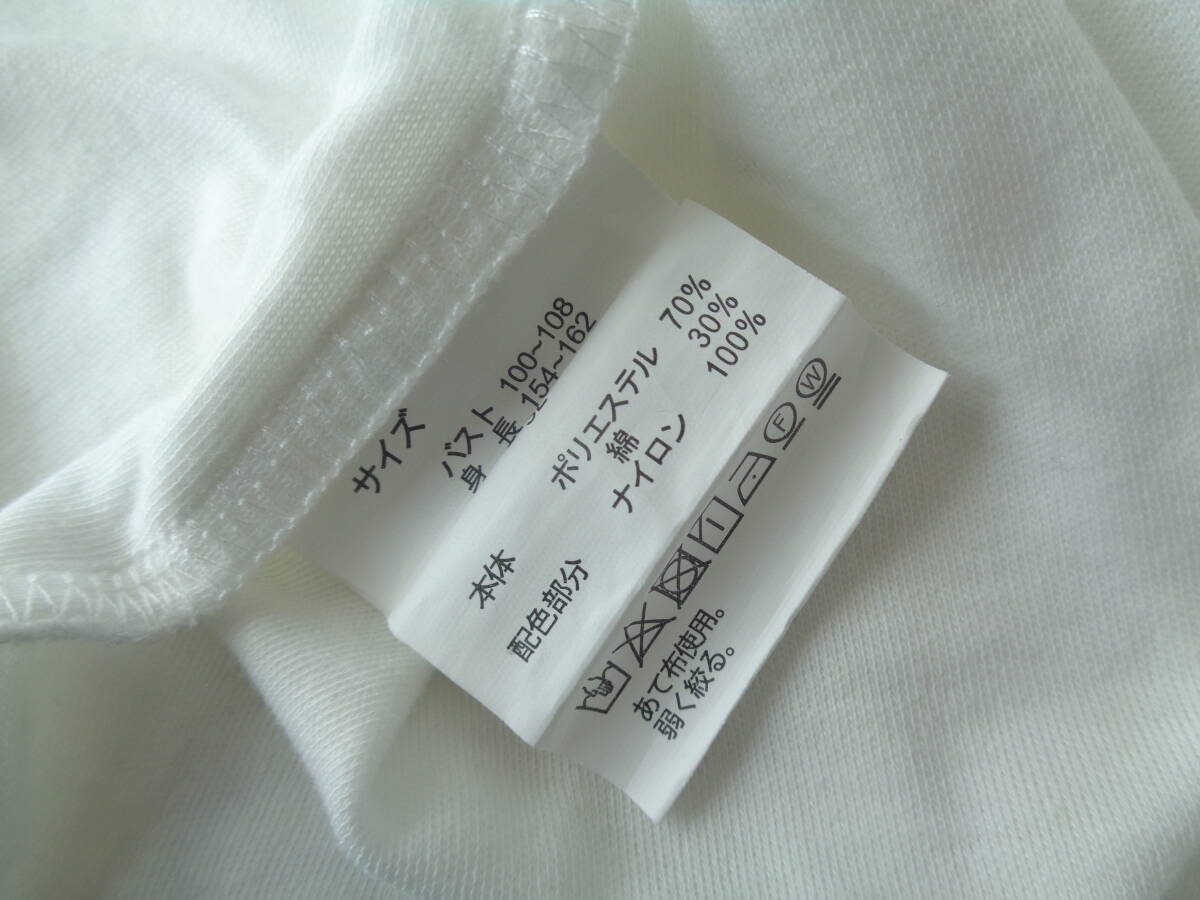 サイズ
バスト 100~108
身 長 154~162
本体 ポリエステル 70%
綿 30%
配色部分 ナイロン 100%
F W
あて布使用。
弱く絞る。